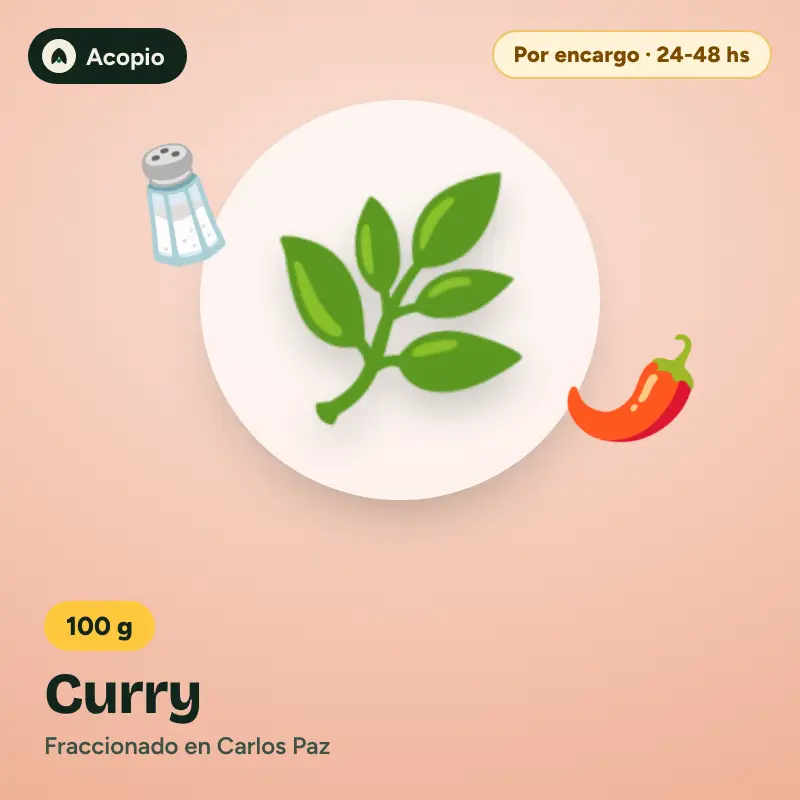 Acopio
Por encargo · 24-48 hs
100 g
Curry
Fraccionado en Carlos Paz